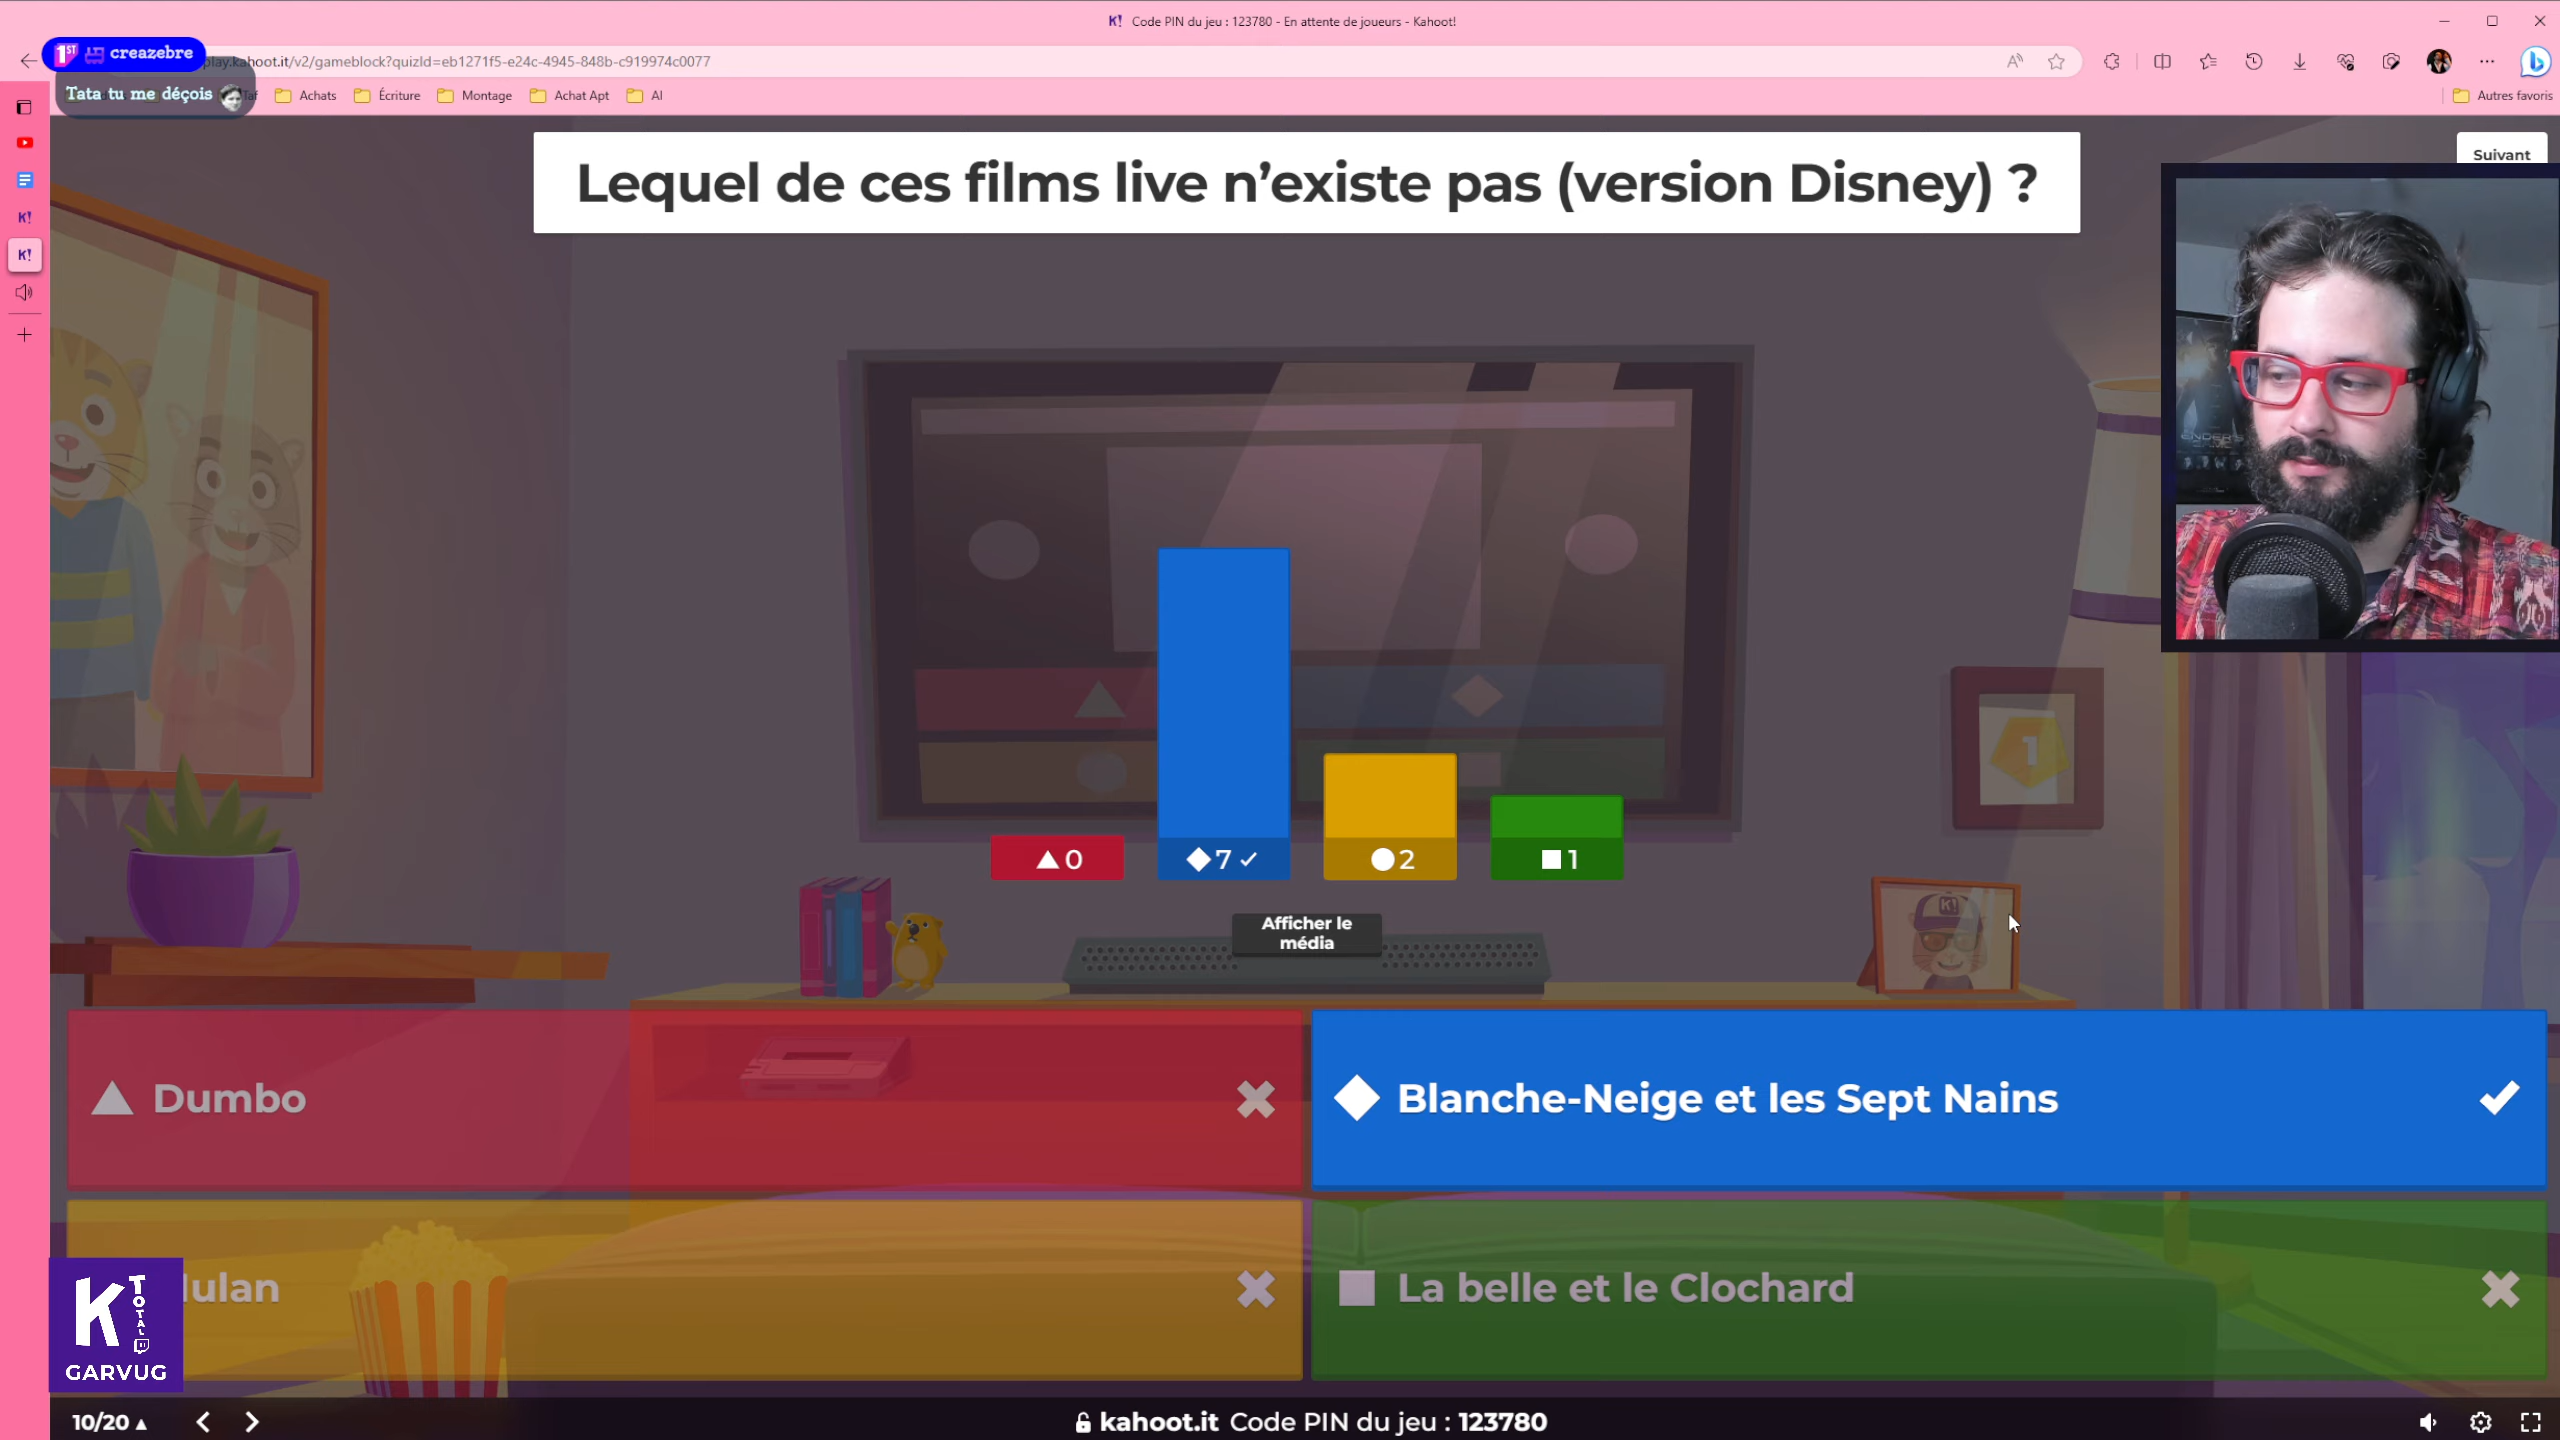 K! Code PIN du jeu : 123780 - En attente de joueurs - Kahoot!
1ST creazebre
play.kahoot.it/v2/gameblock?quizId=eb1271f5-e24c-4945-848b-c919974c0077
Tata tu me déçois
Achats Écriture Montage Achat Apt AI Autres favoris
Lequel de ces films live n’existe pas (version Disney) ?
Suivant
K!
K!
1
0 7 2 1
Afficher le
média
K!
Dumbo
Blanche-Neige et les Sept Nains
ulan
La belle et le Clochard
K TOTAL
GARVUG
10/20
kahoot.it Code PIN du jeu : 123780